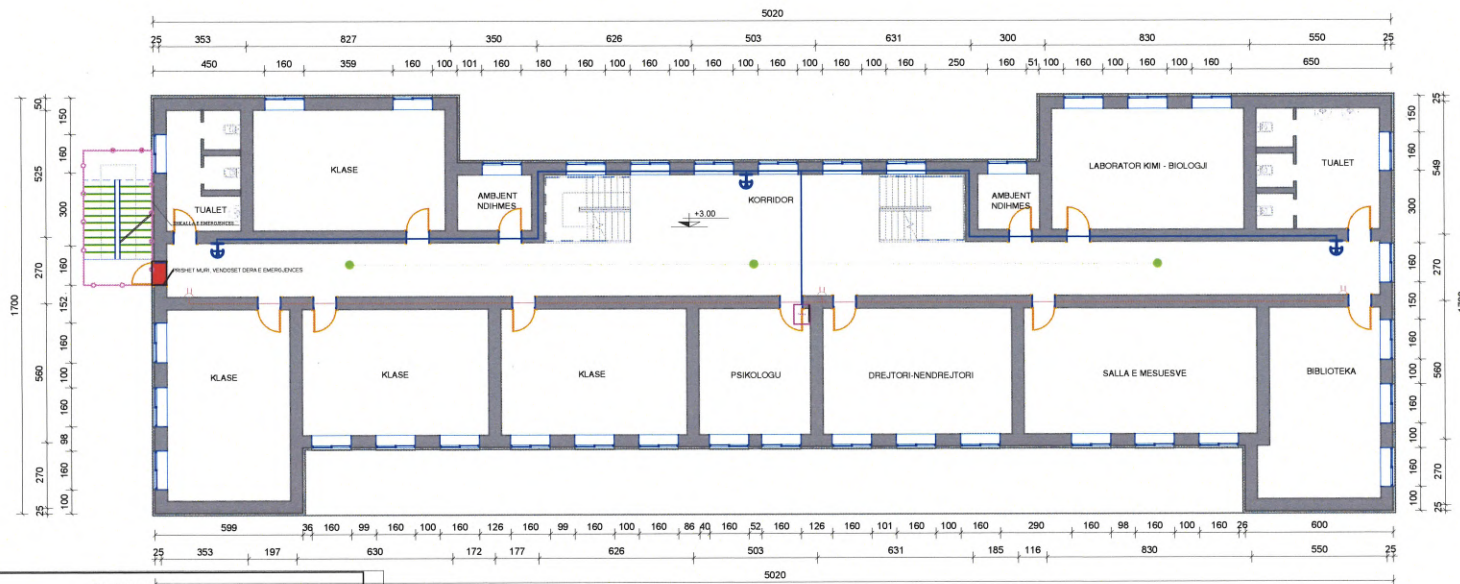 5020
25 353 827 350 626 503 631 300 830 550 25
450 160 359 160 100 101 160 180 160 100 160 100 160 100 160 100 160 100 160 250 160 51 100 160 100 160 100 160 650
50 525 270 560 270 25
1700
150 160 300 160 152 160 100 160 98 160 100
KLASE
AMBJENT
NDIHMES
KORRIDOR
+3.00
AMBJENT
NDIHMES
LABORATOR KIMI - BIOLOGJI
TUALET
TUALET
SHKALLA E EMERGJENCES
PRISHET MUR, VENDOSET DERA E EMERGJENCES
KLASE
KLASE
KLASE
PSIKOLOGU
DREJTORI-NENDREJTORI
SALLA E MESUESVE
BIBLIOTEKA
150 160 300 160 150 160 100 160 100 160 100
25 549 270 560 270 25
599 36 160 99 160 100 160 126 160 99 160 100 160 86 40 160 52 160 126 160 101 160 100 160 290 160 98 160 100 160 26 600
25 353 197 630 172 177 626 503 631 185 116 830 550 25
5020